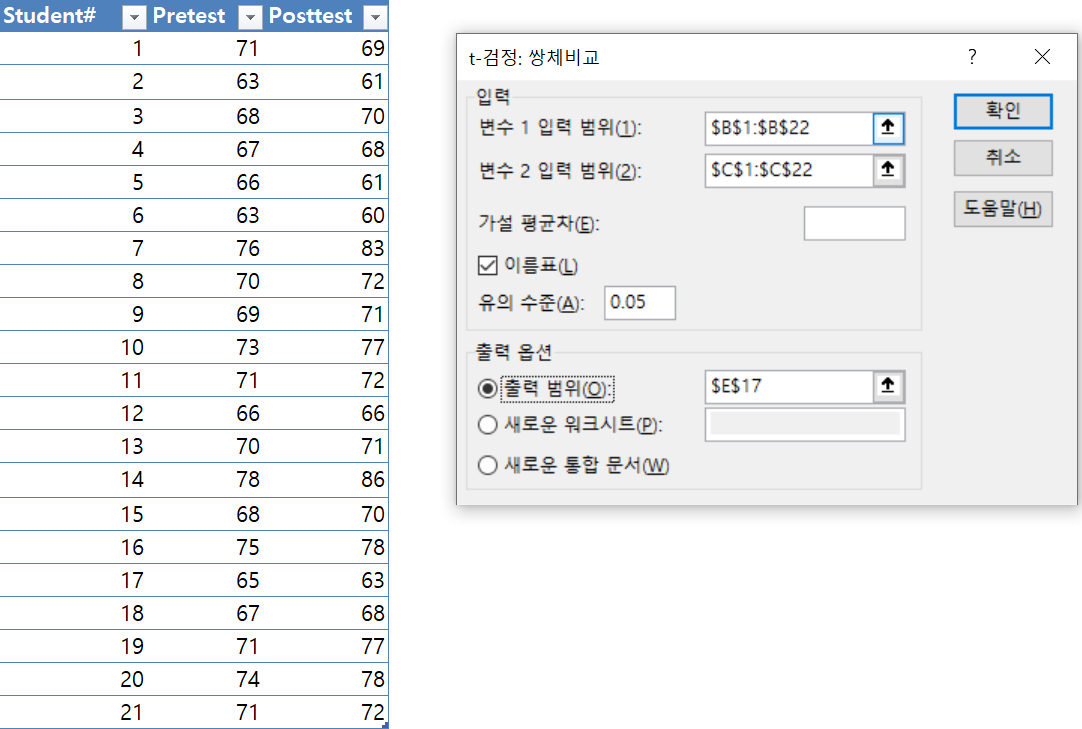 Student# Pretest Posttest
1 71 69
2 63 61
3 68 70
4 67 68
5 66 61
6 63 60
7 76 83
8 70 72
9 69 71
10 73 77
11 71 72
12 66 66
13 70 71
14 78 86
15 68 70
16 75 78
17 65 63
18 67 68
19 71 77
20 74 78
21 71 72
t-검정: 쌍체비교 ?
입력
변수 1 입력 범위(1): $B$1:$B$22
변수 2 입력 범위(2): $C$1:$C$22
가설 평균차(E):
이름표(L)
유의 수준(A): 0.05
출력 옵션
출력 범위(O): $E$17
새로운 워크시트(P):
새로운 통합 문서(W)
확인
취소
도움말(H)